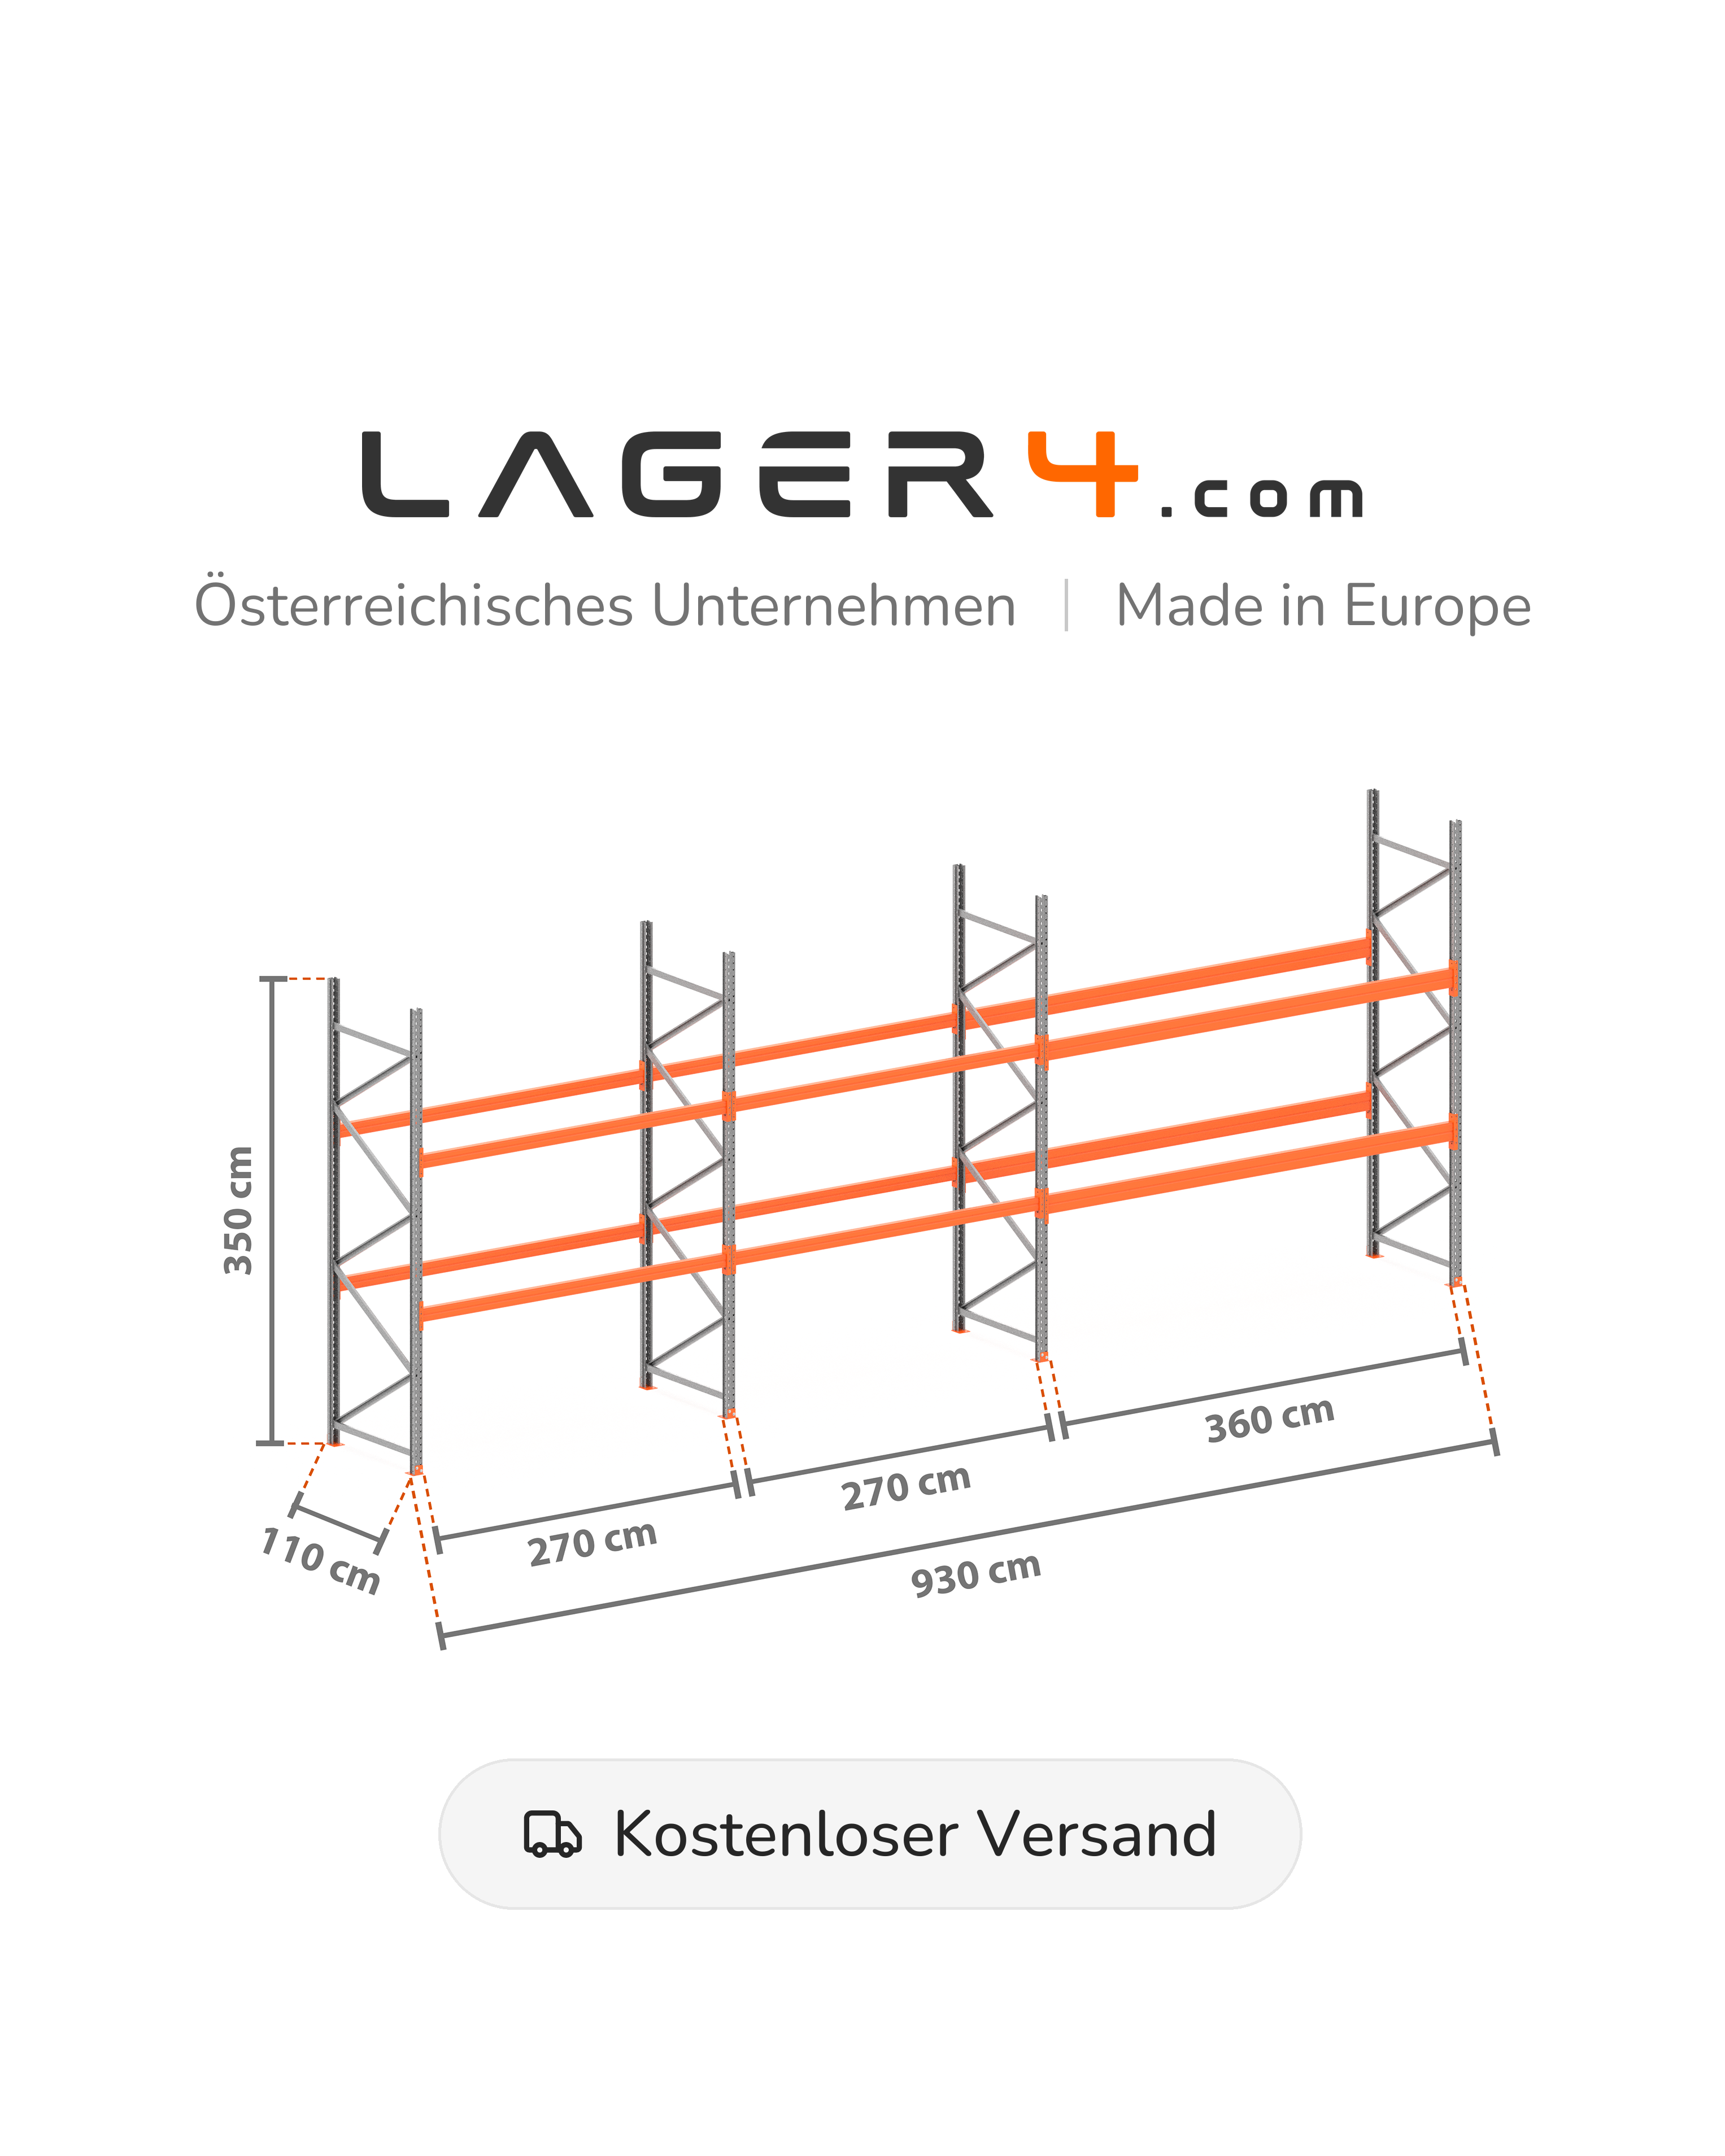 LAGER4.com
Österreichisches Unternehmen | Made in Europe
350 cm
110 cm
270 cm
270 cm
360 cm
930 cm
Kostenloser Versand